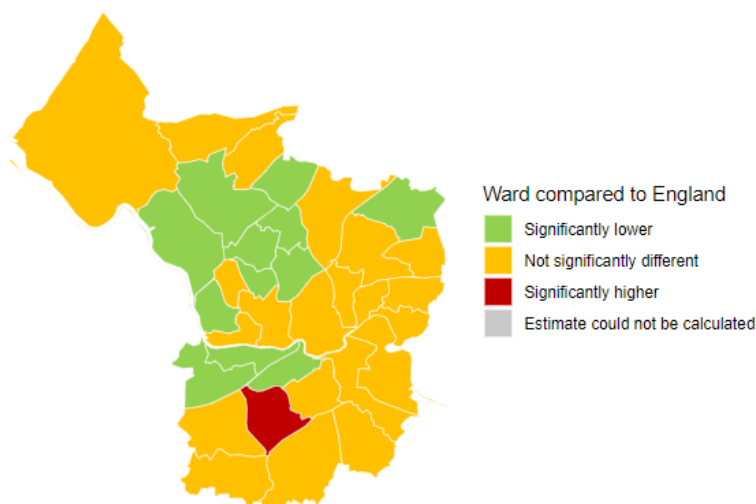 Ward compared to England
Significantly lower
Not significantly different
Significantly higher
Estimate could not be calculated